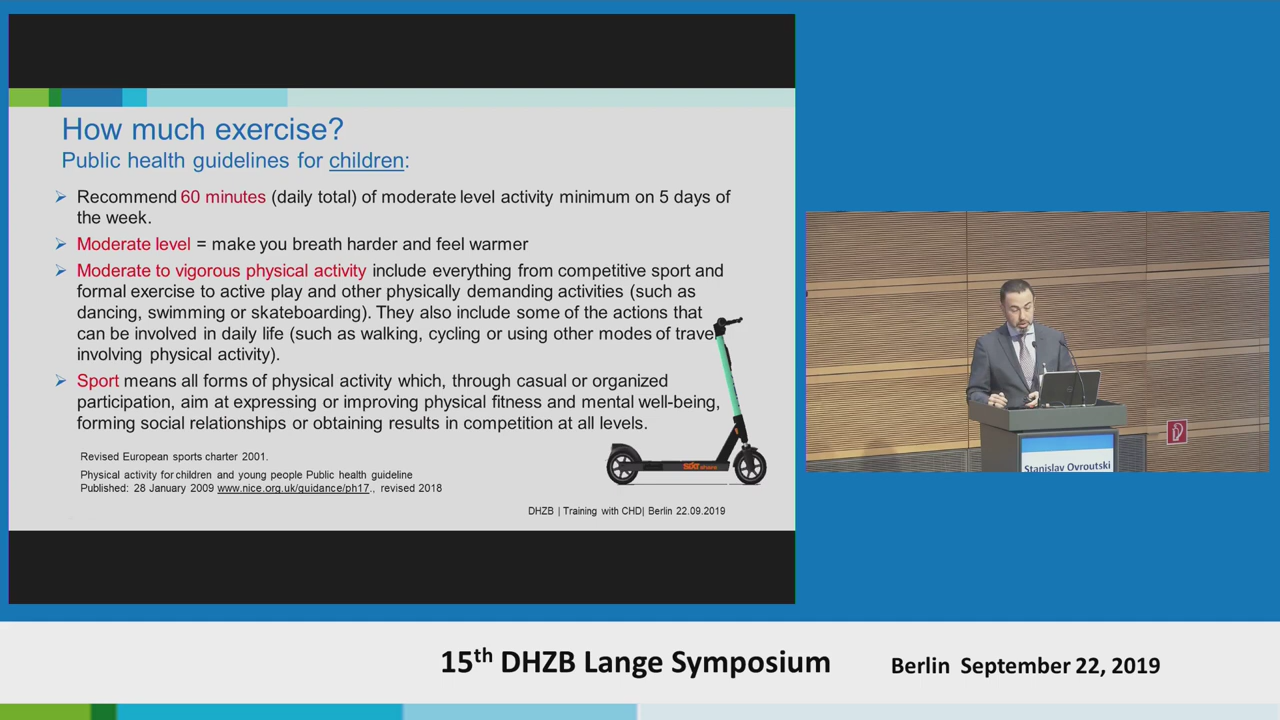 How much exercise?
Public health guidelines for children:
Recommend 60 minutes (daily total) of moderate level activity minimum on 5 days of
the week.
Moderate level = make you breath harder and feel warmer
Moderate to vigorous physical activity include everything from competitive sport and
formal exercise to active play and other physically demanding activities (such as
dancing, swimming or skateboarding). They also include some of the actions that
can be involved in daily life (such as walking, cycling or using other modes of travel
involving physical activity).
Sport means all forms of physical activity which, through casual or organized
participation, aim at expressing or improving physical fitness and mental well-being,
forming social relationships or obtaining results in competition at all levels.
Revised European sports charter 2001.
Physical activity for children and young people Public health guideline
Published: 28 January 2009 www.nice.org.uk/guidance/ph17., revised 2018
SIXT share
DHZB | Training with CHD| Berlin 22.09.2019
Stanislav Ovroutski
15th DHZB Lange Symposium
Berlin September 22, 2019